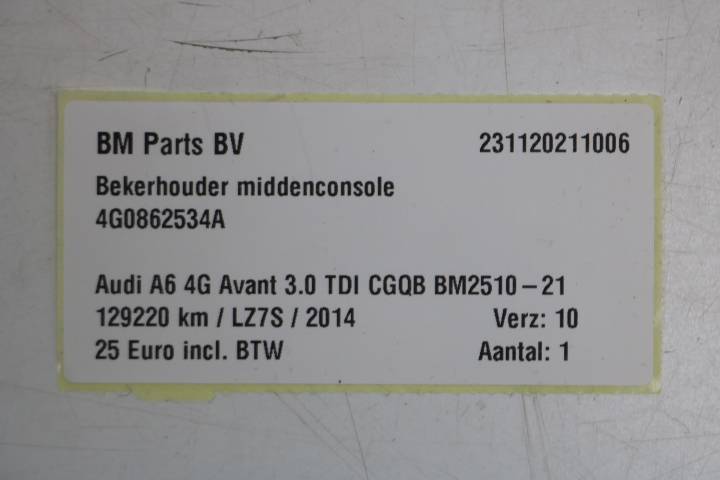 BM Parts BV 231120211006
Bekerhouder middenconsole
4G0862534A
Audi A6 4G Avant 3.0 TDI CGQB BM2510-21
129220 km / LZ7S / 2014 Verz: 10
25 Euro incl. BTW Aantal: 1